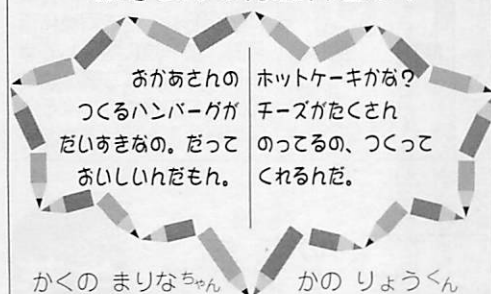 おかあさんの
つくるハンバーグが
だいすきなの。だって
おいしいんだもん。
ホットケーキかな?
チーズがたくさん
のってるの、つくって
くれるんだ。
かくの まりなちゃん
かの りょうくん